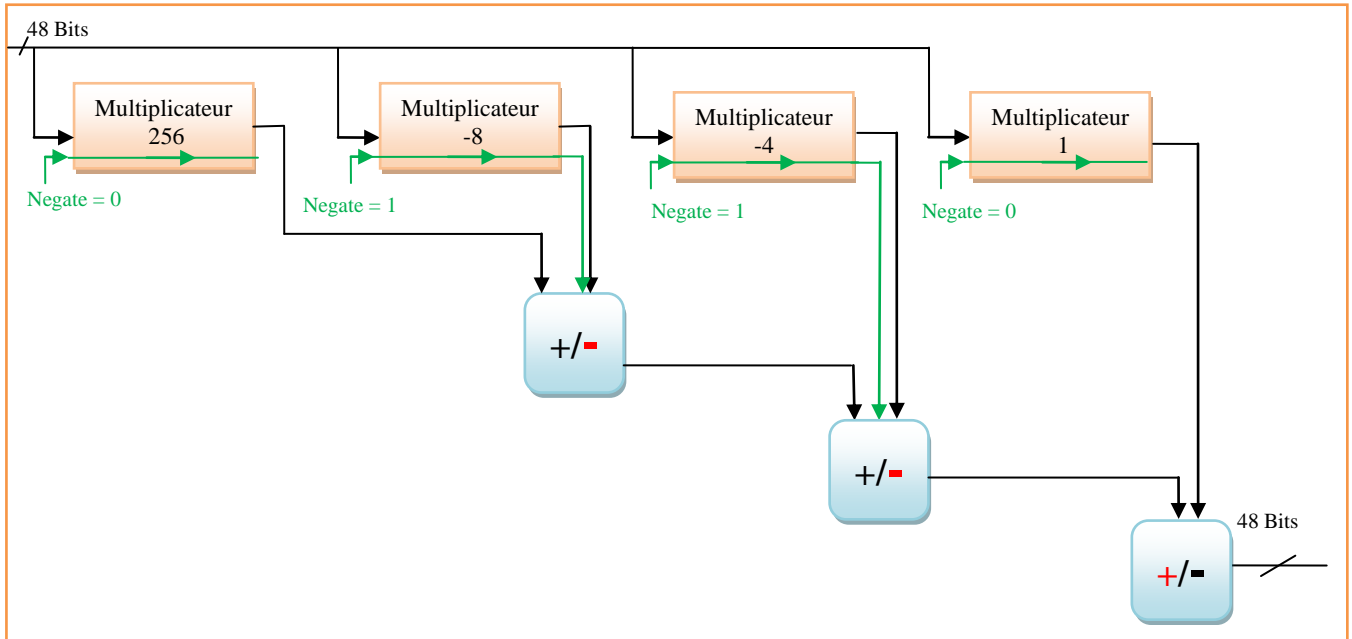 48 Bits
Multiplicateur
256
Multiplicateur
-8
Multiplicateur
-4
Multiplicateur
1
Negate = 0
Negate = 1
Negate = 1
Negate = 0
+/-
+/-
48 Bits
+/-